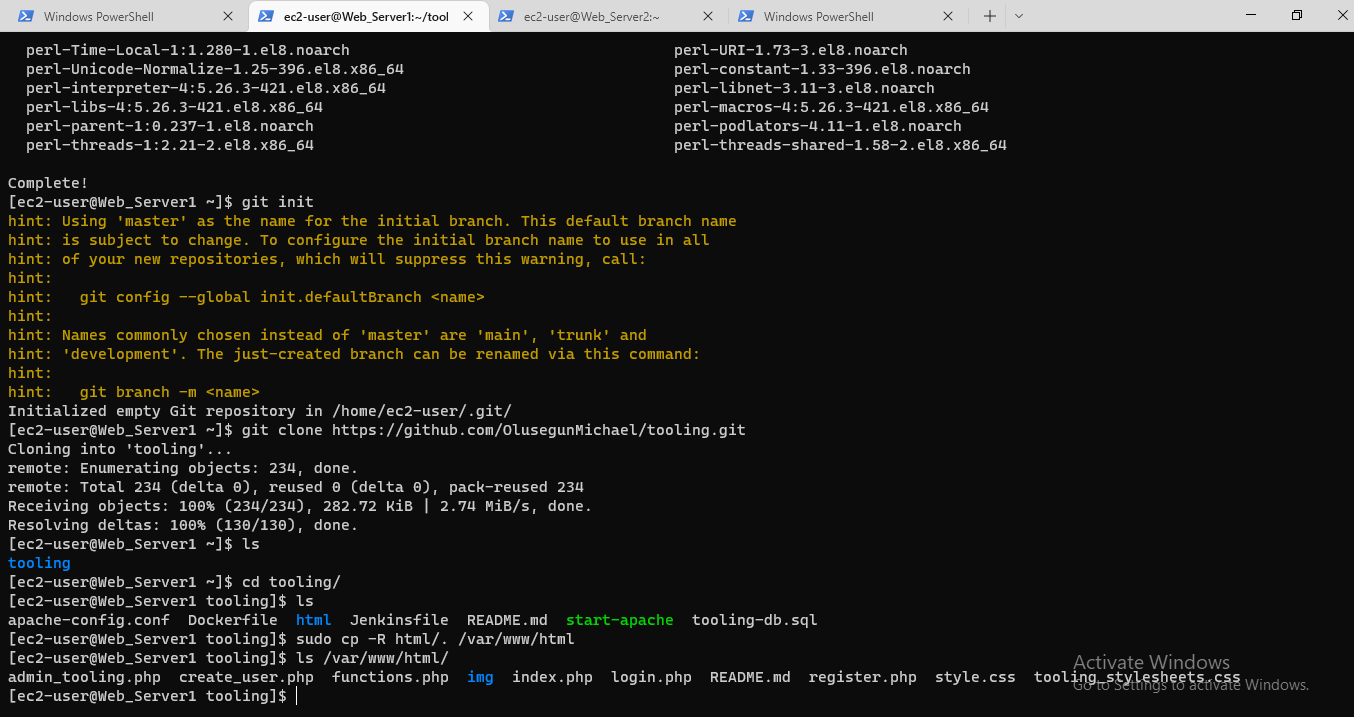 Windows PowerShell
ec2-user@Web_Server1:~/tool
ec2-user@Web_Server2:~
Windows PowerShell
perl-Time-Local-1:1.280-1.el8.noarch perl-URI-1.73-3.el8.noarch
perl-Unicode-Normalize-1.25-396.el8.x86_64 perl-constant-1.33-396.el8.noarch
perl-interpreter-4:5.26.3-421.el8.x86_64 perl-libnet-3.11-3.el8.noarch
perl-libs-4:5.26.3-421.el8.x86_64 perl-macros-4:5.26.3-421.el8.x86_64
perl-parent-1:0.237-1.el8.noarch perl-podlators-4.11-1.el8.noarch
perl-threads-1:2.21-2.el8.x86_64 perl-threads-shared-1.58-2.el8.x86_64
Complete!
[ec2-user@Web_Server1 ~]$ git init
hint: Using 'master' as the name for the initial branch. This default branch name
hint: is subject to change. To configure the initial branch name to use in all
hint: of your new repositories, which will suppress this warning, call:
hint:
hint:   git config --global init.defaultBranch <name>
hint:
hint: Names commonly chosen instead of 'master' are 'main', 'trunk' and
hint: 'development'. The just-created branch can be renamed via this command:
hint:
hint:   git branch -m <name>
Initialized empty Git repository in /home/ec2-user/.git/
[ec2-user@Web_Server1 ~]$ git clone https://github.com/OlusegunMichael/tooling.git
Cloning into 'tooling'...
remote: Enumerating objects: 234, done.
remote: Total 234 (delta 0), reused 0 (delta 0), pack-reused 234
Receiving objects: 100% (234/234), 282.72 KiB | 2.74 MiB/s, done.
Resolving deltas: 100% (130/130), done.
[ec2-user@Web_Server1 ~]$ ls
tooling
[ec2-user@Web_Server1 ~]$ cd tooling/
[ec2-user@Web_Server1 tooling]$ ls
apache-config.conf  Dockerfile  html  Jenkinsfile  README.md  start-apache  tooling-db.sql
[ec2-user@Web_Server1 tooling]$ sudo cp -R html/. /var/www/html
[ec2-user@Web_Server1 tooling]$ ls /var/www/html/
admin_tooling.php  create_user.php  functions.php  img  index.php  login.php  README.md  register.php  style.css  tooling_stylesheets.css
[ec2-user@Web_Server1 tooling]$
Activate Windows
Go to Settings to activate Windows.